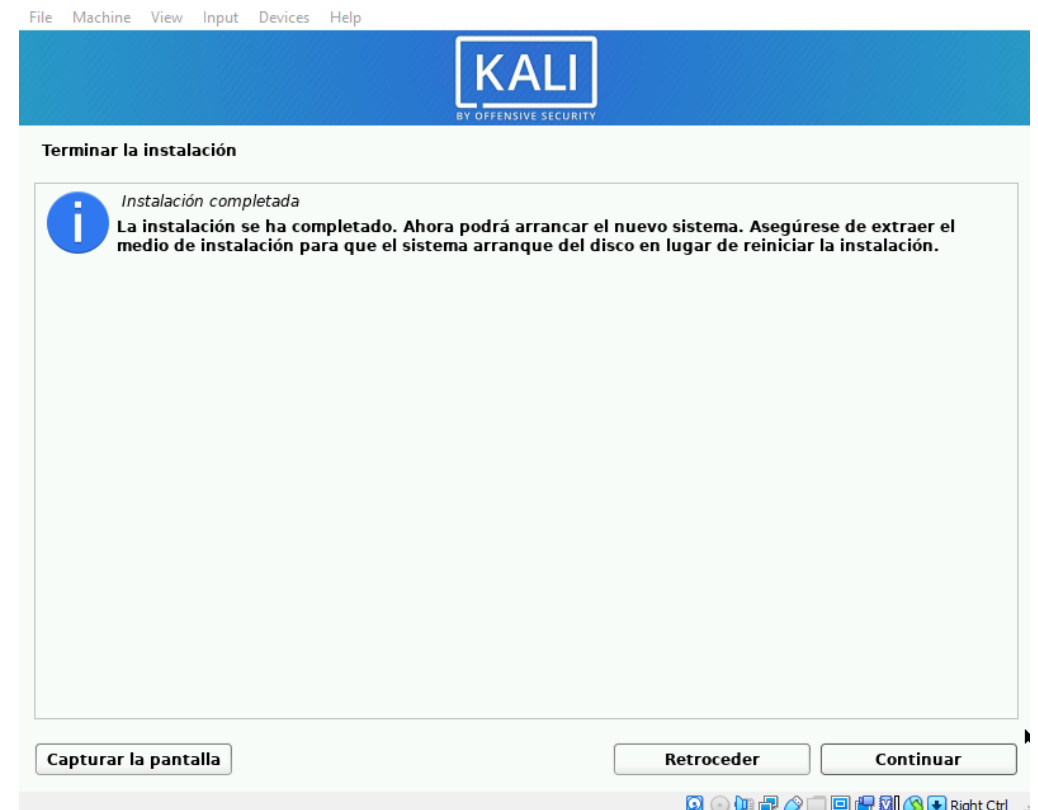 File Machine View Input Devices Help
KALI
BY OFFENSIVE SECURITY
Terminar la instalación
Instalación completada
La instalación se ha completado. Ahora podrá arrancar el nuevo sistema. Asegúrese de extraer el
medio de instalación para que el sistema arranque del disco en lugar de reiniciar la instalación.
Capturar la pantalla
Retroceder
Continuar
Right Ctrl